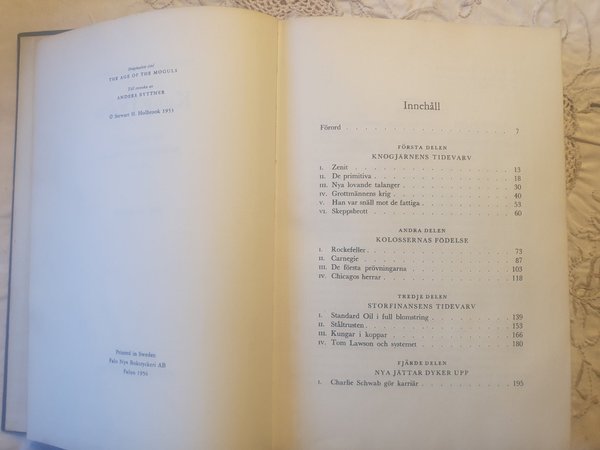 Originalets titel
THE AGE OF THE MOGULS
Till svenska av
ANDERS BYTTNER
© Stewart H. Holbrook 1953
Printed in Sweden
Falu Nya Boktryckeri AB
Falun 1956
Innehåll
Förord 7
FÖRSTA DELEN
KNOGJÄRNENS TIDEVARV
I. Zenit 13
II. De primitiva 18
III. Nya lovande talanger 30
IV. Grottmännens krig 40
V. Han var snäll mot de fattiga 53
VI. Skeppsbrott 60
ANDRA DELEN
KOLOSSERNAS FÖDELSE
I. Rockefeller 73
II. Carnegie 87
III. De första prövningarna 103
IV. Chicagos herrar 118
TREDJE DELEN
STORFINANSENS TIDEVARV
I. Standard Oil i full blomstring 139
II. Ståltrusten 153
III. Kungar i koppar 166
IV. Tom Lawson och systemet 180
FJÄRDE DELEN
NYA JÄTTAR DYKER UPP
I. Charlie Schwab gör karriär 195